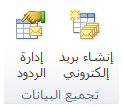 إنشاء بريد
إلكتروني
إدارة
الردود
تجميع البيانات